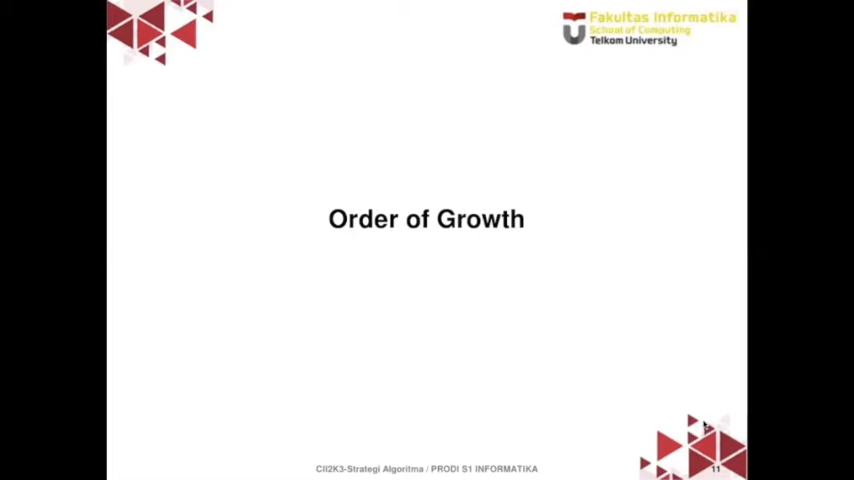 Fakultas Informatika
School of Computing
Telkom University
Order of Growth
CII2K3-Strategi Algoritma / PRODI S1 INFORMATIKA
11